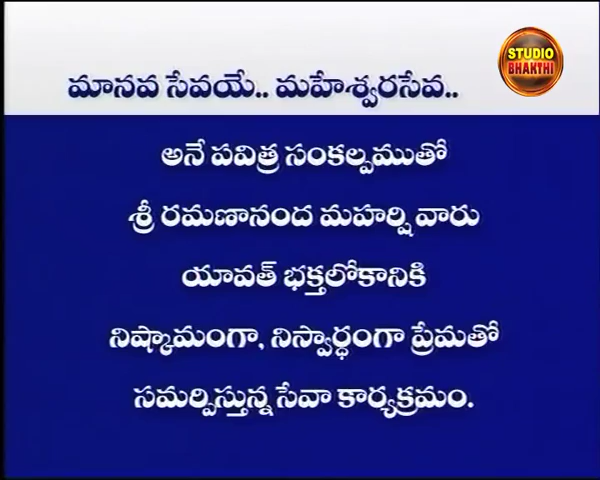 STUDIO
BHAKTHI
మానవ సేవయే.. మహేశ్వరసేవ..
అనే పవిత్ర సంకల్పముతో
శ్రీ రమణానంద మహర్షి వారు
యావత్ భక్తలోకానికి
నిష్కామంగా, నిస్వార్థంగా ప్రేమతో
సమర్పిస్తున్న సేవా కార్యక్రమం.